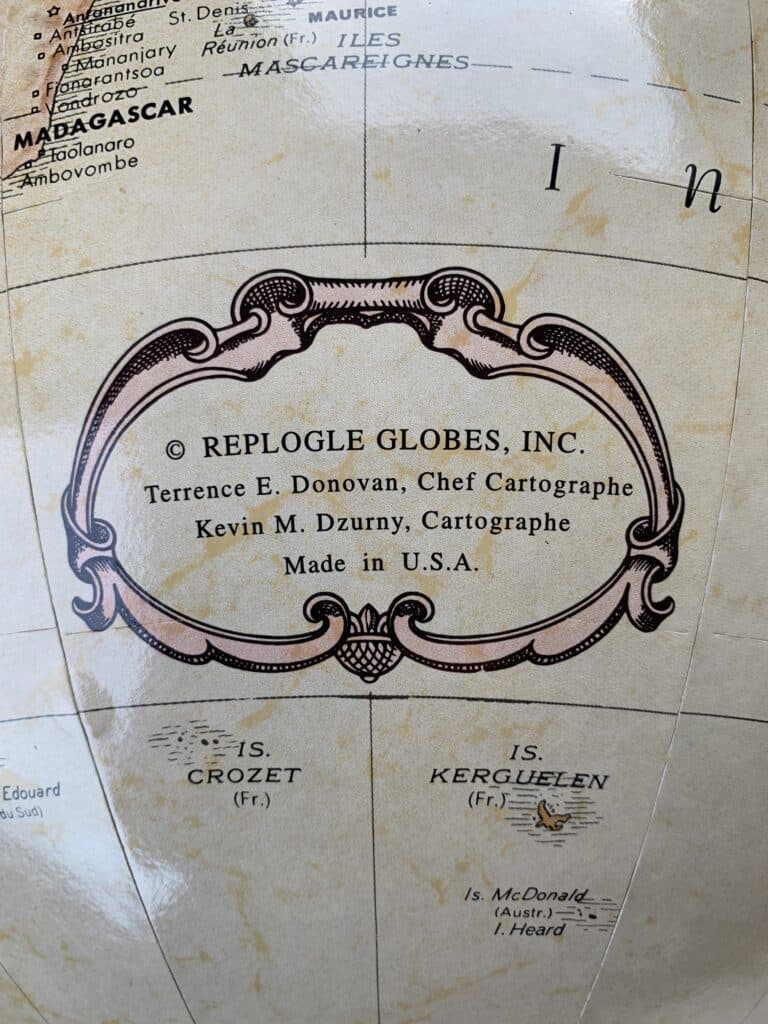 Antananarivo
Antsirabé
Ambositra
Mananjary
Fianarantsoa
Vondrozo
MADAGASCAR
Taolanaro
Ambovombe
St. Denis
La
Réunion (Fr.)
MAURICE
ILES
MASCAREIGNES
I n
© REPLOGLE GLOBES, INC.
Terrence E. Donovan, Chef Cartographe
Kevin M. Dzurny, Cartographe
Made in U.S.A.
Edouard
du Sud)
IS.
CROZET
(Fr.)
IS.
KERGUELEN
(Fr.)
Is. McDonald
(Austr.)
I. Heard